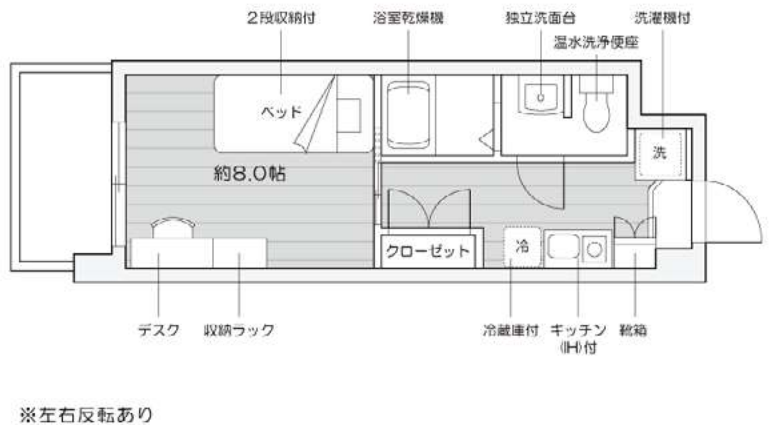 2段収納付
浴室乾燥機
独立洗面台
洗濯機付
温水洗浄便座
ベッド
洗
約8.0帖
クローゼット
冷
デスク
収納ラック
冷蔵庫付
キッチン
(IH)付
靴箱
※左右反転あり